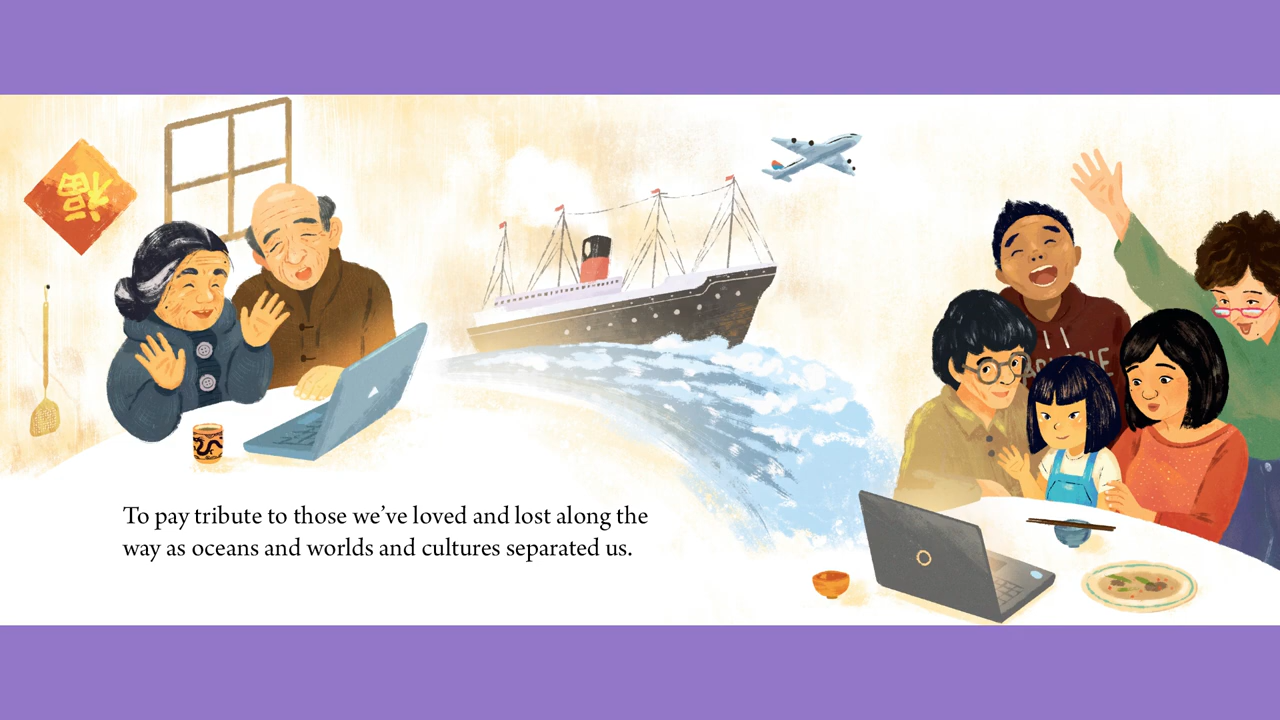 福
To pay tribute to those we’ve loved and lost along the
way as oceans and worlds and cultures separated us.